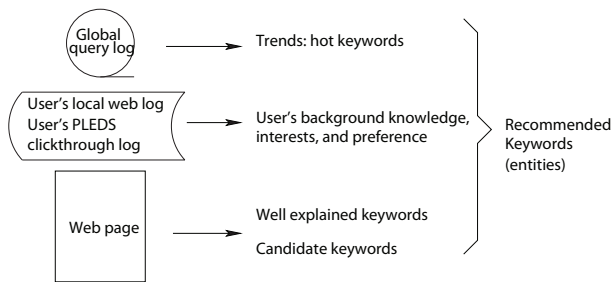 Global
query log
Trends: hot keywords
User's local web log
User's PLEDS
clickthrough log
User's background knowledge,
interests, and preference
Web page
Well explained keywords
Candidate keywords
Recommended
Keywords
(entities)